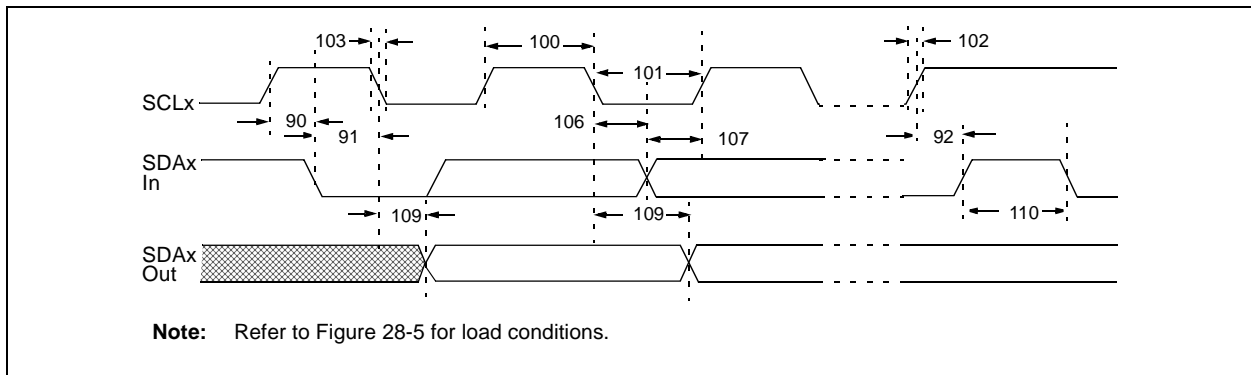 103
100
102
101
SCLx
90
91
106
107
92
SDAx
In
109
109
110
SDAx
Out
Note: Refer to Figure 28-5 for load conditions.